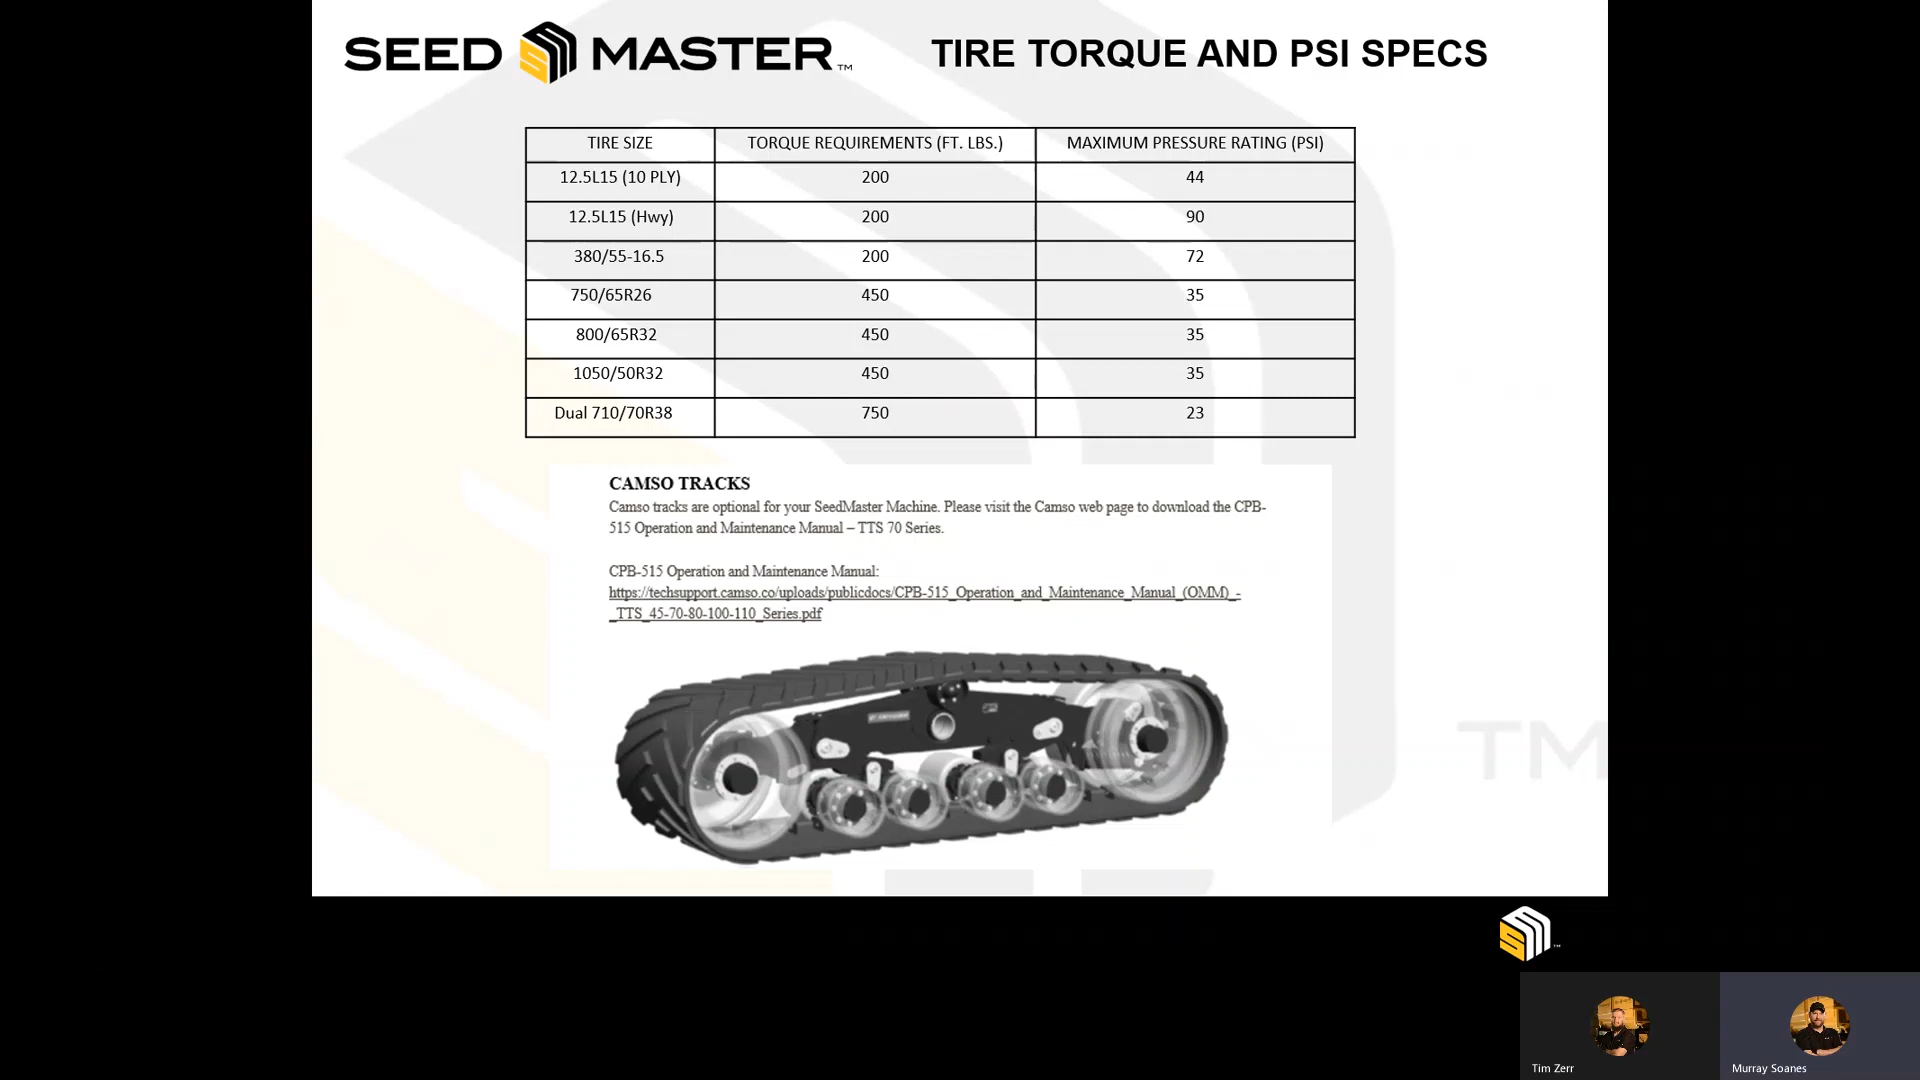 SEED MASTER TM
TIRE TORQUE AND PSI SPECS
TIRE SIZE TORQUE REQUIREMENTS (FT. LBS.) MAXIMUM PRESSURE RATING (PSI)
12.5L15 (10 PLY) 200 44
12.5L15 (Hwy) 200 90
380/55-16.5 200 72
750/65R26 450 35
800/65R32 450 35
1050/50R32 450 35
Dual 710/70R38 750 23
CAMSO TRACKS
Camso tracks are optional for your SeedMaster Machine. Please visit the Camso web page to download the CPB-
515 Operation and Maintenance Manual – TTS 70 Series.
CPB-515 Operation and Maintenance Manual:
https://techsupport.camso.co/uploads/publicdocs/CPB-515_Operation_and_Maintenance_Manual_(OMM)_-
_TTS_45-70-80-100-110_Series.pdf
TM
TM
Tim Zerr
Murray Soanes